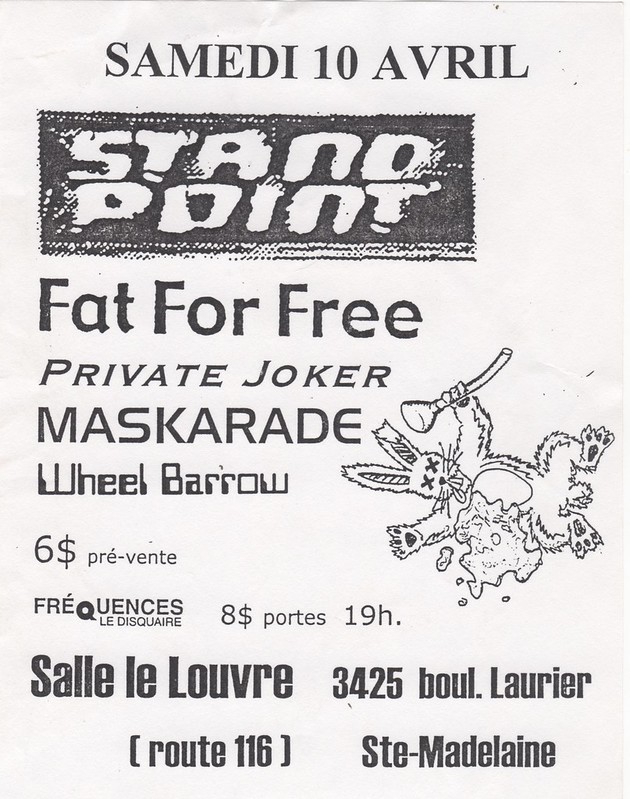 SAMEDI 10 AVRIL
STAND
POINT
Fat For Free
PRIVATE JOKER
MASKARADE
Wheel Barrow
6$ pré-vente
FRÉQUENCES
LE DISQUAIRE
8$ portes 19h.
Salle le Louvre 3425 boul. Laurier
( route 116 ) Ste-Madelaine